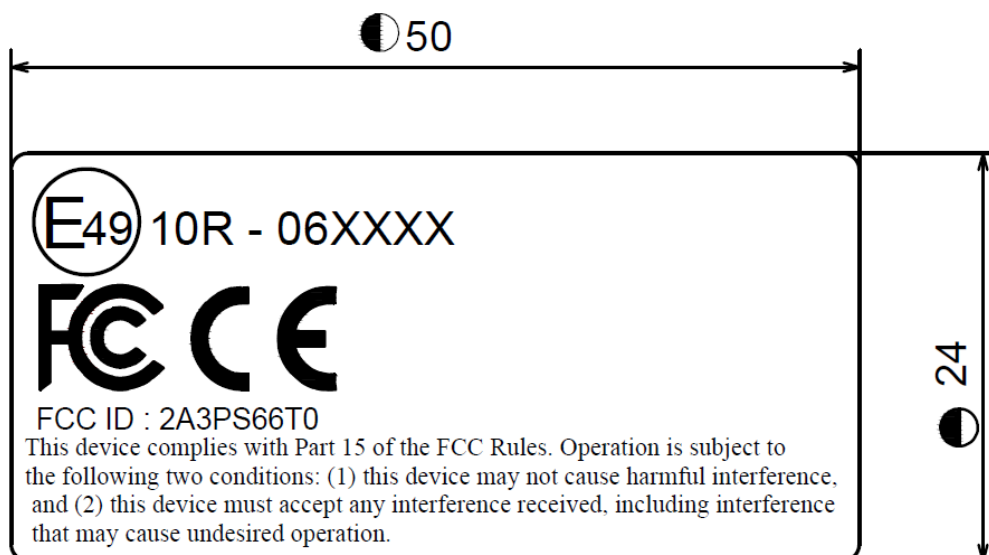 50
E49 10R - 06XXXX
FC CE
24
FCC ID : 2A3PS66T0
This device complies with Part 15 of the FCC Rules. Operation is subject to
the following two conditions: (1) this device may not cause harmful interference,
and (2) this device must accept any interference received, including interference
that may cause undesired operation.